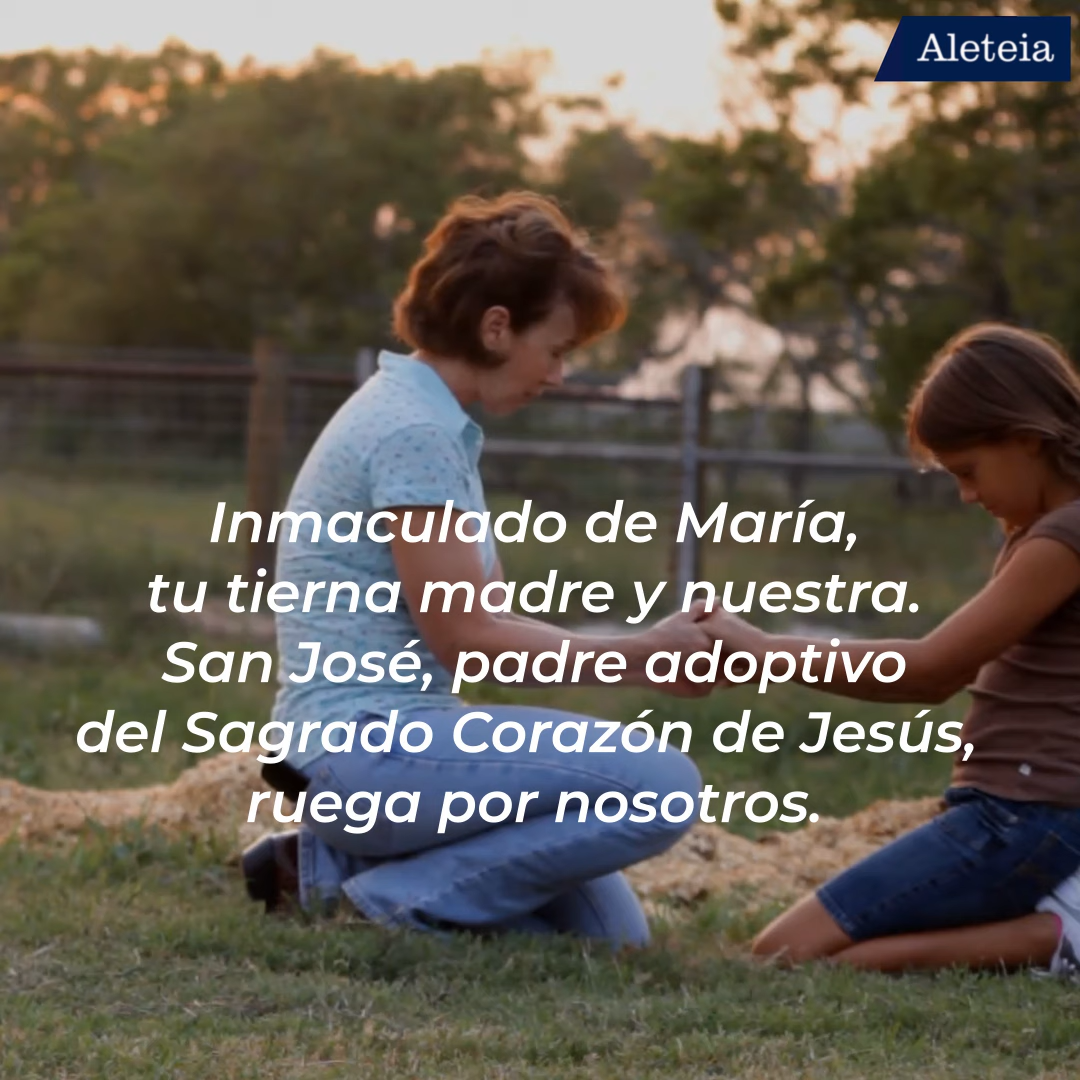 Aleteia
Inmaculado de María,
tu tierna madre y nuestra.
San José, padre adoptivo
del Sagrado Corazón de Jesús,
ruega por nosotros.